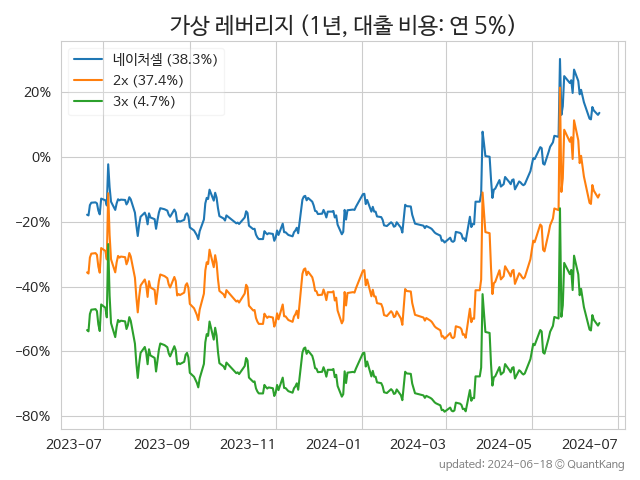 가상 레버리지 (1년, 대출 비용: 연 5%)
네이처셀 (38.3%)
2x (37.4%)
3x (4.7%)
20%
0%
−20%
−40%
−60%
−80%
2023-07 2023-09 2023-11 2024-01 2024-03 2024-05 2024-07
updated: 2024-06-18 © QuantKang